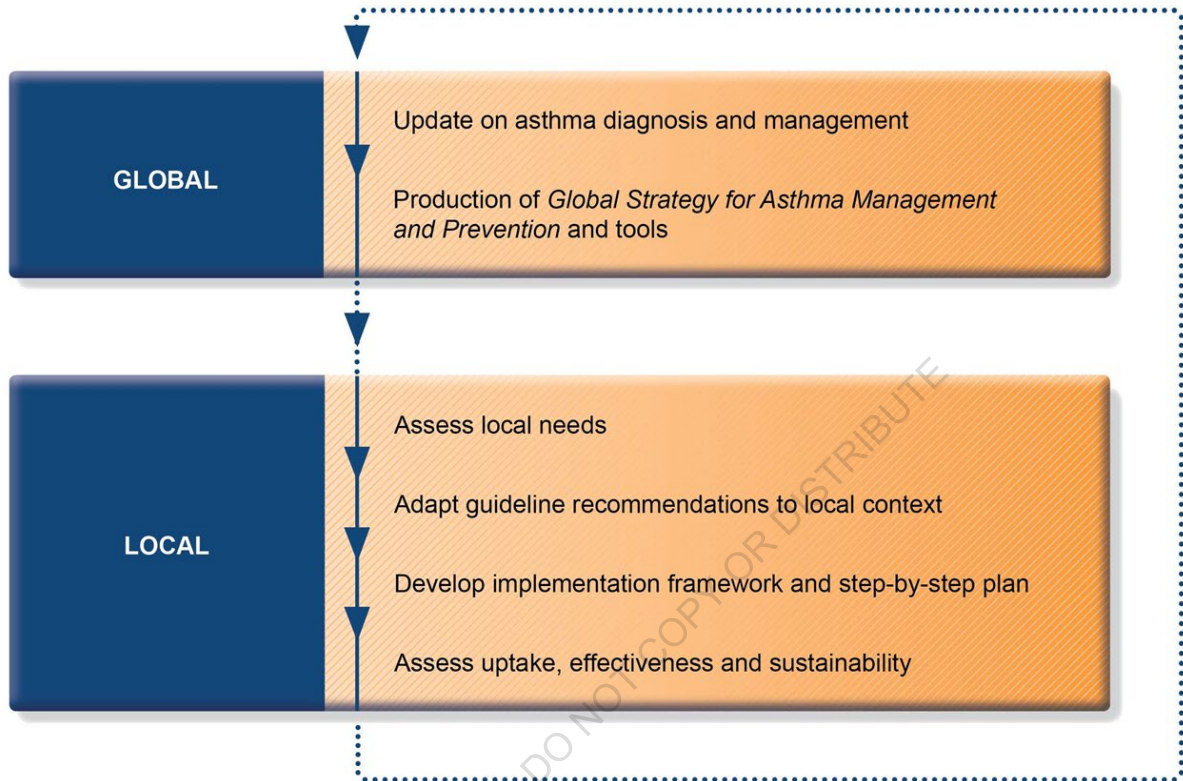 GLOBAL
Update on asthma diagnosis and management
Production of Global Strategy for Asthma Management
and Prevention and tools
LOCAL
Assess local needs
Adapt guideline recommendations to local context
Develop implementation framework and step-by-step plan
Assess uptake, effectiveness and sustainability
DO NOT COPY OR DISTRIBUTE